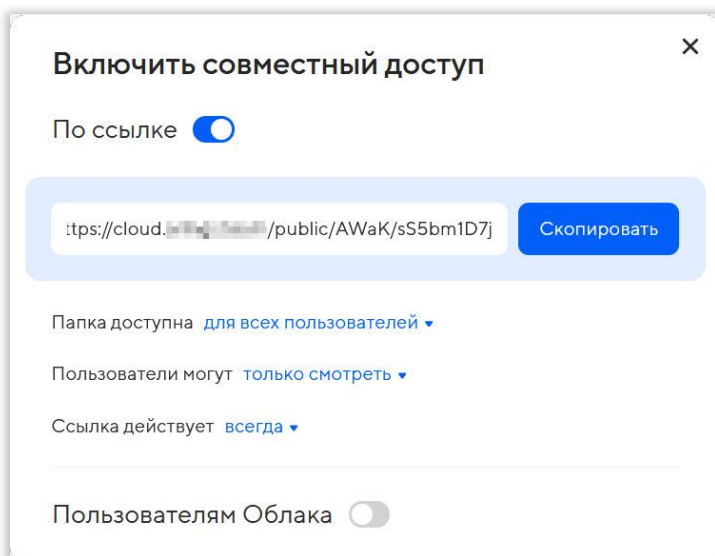 Включить совместный доступ
По ссылке
ttps://cloud. /public/AWaK/sS5bm1D7j Скопировать
Папка доступна для всех пользователей
Пользователи могут только смотреть
Ссылка действует всегда
Пользователям Облака